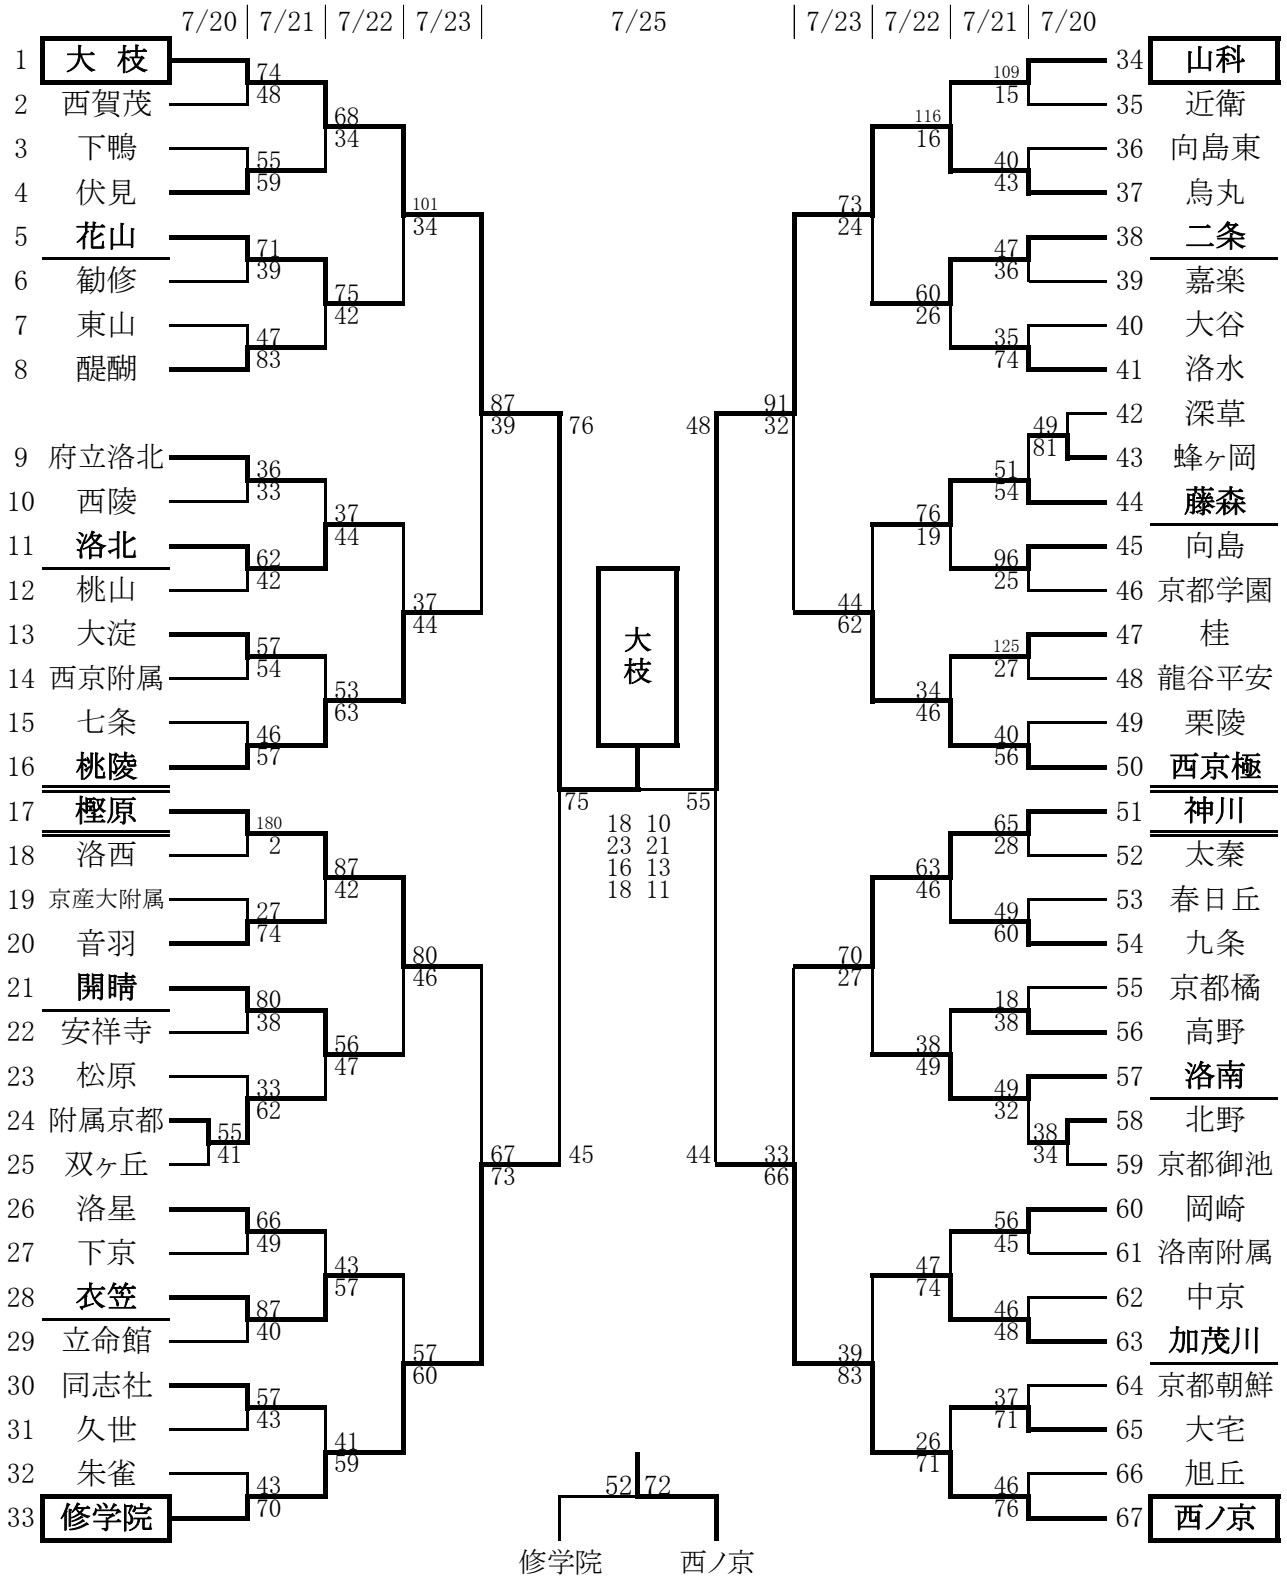 7/20 7/21 7/22 7/23 7/25 7/23 7/22 7/21 7/20
1 大 枝
2 西賀茂
3 下鴨
4 伏見
5 花山
6 勧修
7 東山
8 醍醐
9 府立洛北
10 西陵
11 洛北
12 桃山
13 大淀
14 西京附属
15 七条
16 桃陵
17 樫原
18 洛西
19 京産大附属
20 音羽
21 開晴
22 安祥寺
23 松原
24 附属京都
25 双ヶ丘
26 洛星
27 下京
28 衣笠
29 立命館
30 同志社
31 久世
32 朱雀
33 修学院
74
48
55
59
71
39
47
83
36
33
62
42
57
54
46
57
180
2
27
74
80
38
33
62
55
41
66
49
87
40
57
43
43
70
68
34
75
42
37
44
53
63
87
42
56
47
43
57
41
59
101
34
37
44
80
46
57
60
87
39
67
73
76
45
大枝
75 55
18 10
23 21
16 13
18 11
52 72
修学院 西ノ京
48
44
91
32
33
66
73
24
44
62
70
27
39
83
116
16
60
26
76
19
34
46
63
46
38
49
47
74
26
71
109
15
40
43
47
36
35
74
49
81
51
54
96
25
125
27
40
56
65
28
49
60
18
38
49
32
38
34
56
45
46
48
37
71
46
76
34 山科
35 近衛
36 向島東
37 烏丸
38 二条
39 嘉楽
40 大谷
41 洛水
42 深草
43 蜂ヶ岡
44 藤森
45 向島
46 京都学園
47 桂
48 龍谷平安
49 栗陵
50 西京極
51 神川
52 太秦
53 春日丘
54 九条
55 京都橘
56 高野
57 洛南
58 北野
59 京都御池
60 岡崎
61 洛南附属
62 中京
63 加茂川
64 京都朝鮮
65 大宅
66 旭丘
67 西ノ京